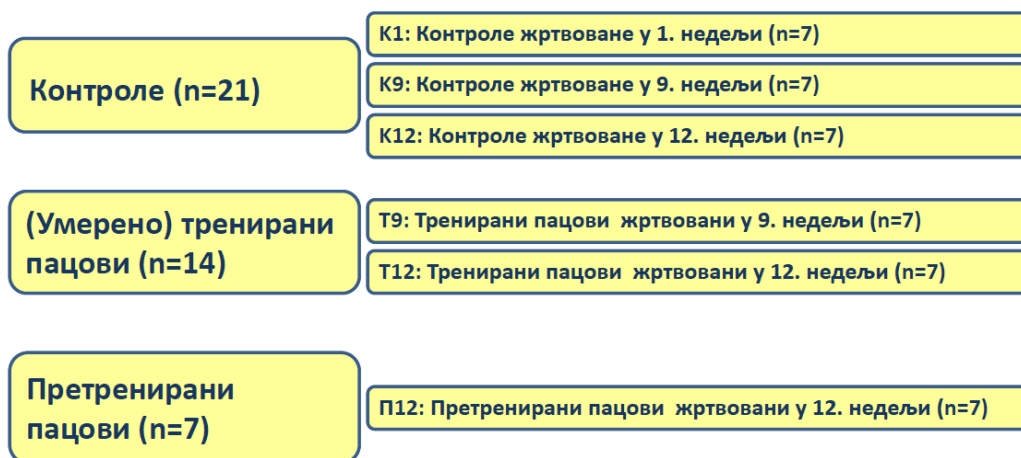 Контроле (n=21)
К1: Контроле жртвоване у 1. недељи (n=7)
К9: Контроле жртвоване у 9. недељи (n=7)
К12: Контроле жртвоване у 12. недељи (n=7)
(Умерено) тренирани
пацови (n=14)
Т9: Тренирани пацови жртвовани у 9. недељи (n=7)
Т12: Тренирани пацови жртвовани у 12. недељи (n=7)
Претренирани
пацови (n=7)
П12: Претренирани пацови жртвовани у 12. недељи (n=7)